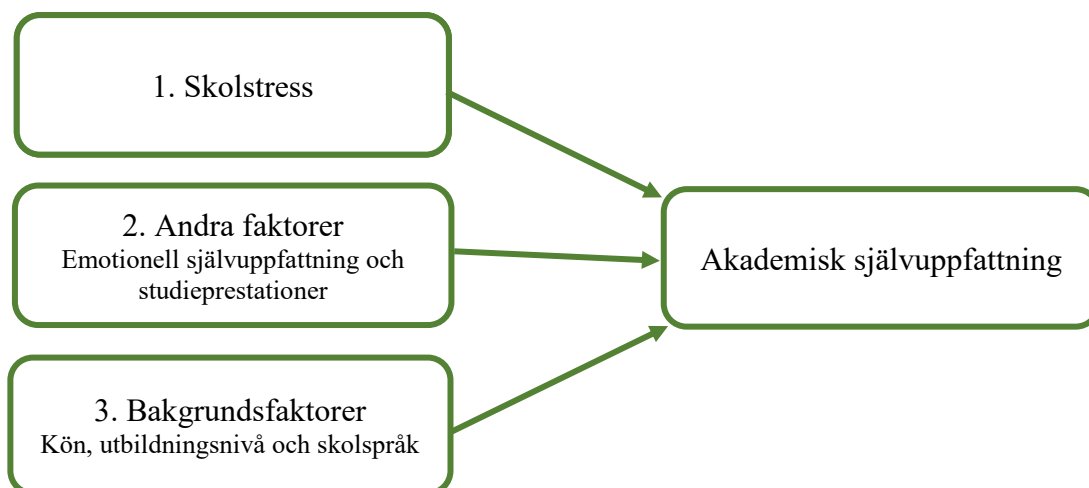 1. Skolstress
2. Andra faktorer
Emotionell självuppfattning och
studieprestationer
Akademisk självuppfattning
3. Bakgrundsfaktorer
Kön, utbildningsnivå och skolspråk